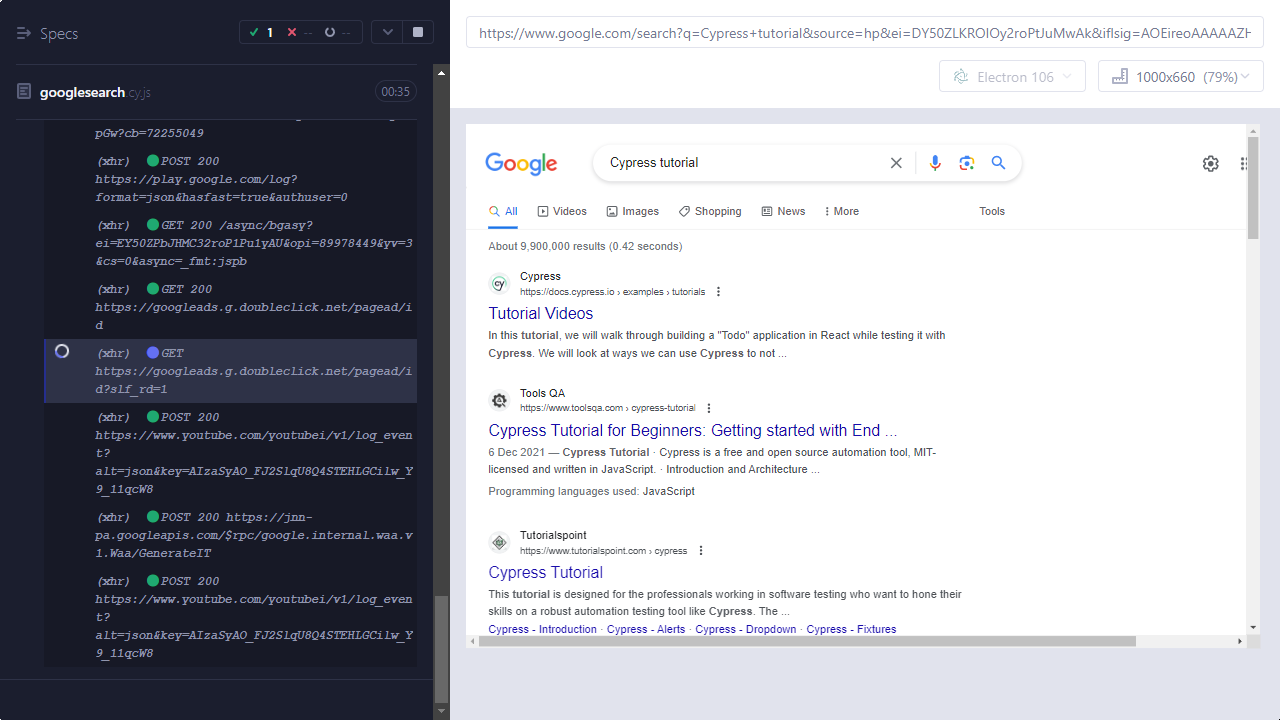 Specs
1
--
--
googlesearch.cy.js
00:35
pGw?cb=72255049
(xhr) POST 200
https://play.google.com/log?
format=json&hasfast=true&authuser=0
(xhr) GET 200 /async/bgasy?
ei=EY50ZPbJHMC32roP1Pu1yAU&opi=89978449&yv=3
&cs=0&async=_fmt:jspb
(xhr) GET 200
https://googleads.g.doubleclick.net/pagead/i
d
(xhr) GET
https://googleads.g.doubleclick.net/pagead/i
d?slf_rd=1
(xhr) POST 200
https://www.youtube.com/youtubei/v1/log_even
t?
alt=json&key=AIzaSyAO_FJ2SlqU8Q4STEHLGCilw_Y
9_11qcW8
(xhr) POST 200 https://jnn-
pa.googleapis.com/$rpc/google.internal.waa.v
1.Waa/GenerateIT
(xhr) POST 200
https://www.youtube.com/youtubei/v1/log_even
t?
alt=json&key=AIzaSyAO_FJ2SlqU8Q4STEHLGCilw_Y
9_11qcW8
https://www.google.com/search?q=Cypress+tutorial&source=hp&ei=DY50ZLKROIOy2roPtJuMwAk&iflsig=AOEireoAAAAAZH
Electron 106
1000x660 (79%)
Google
Cypress tutorial
All
Videos
Images
Shopping
News
More
Tools
About 9,900,000 results (0.42 seconds)
cy
Cypress
https://docs.cypress.io › examples › tutorials
Tutorial Videos
In this tutorial, we will walk through building a "Todo" application in React while testing it with
Cypress. We will look at ways we can use Cypress to not ...
Tools QA
https://www.toolsqa.com › cypress-tutorial
Cypress Tutorial for Beginners: Getting started with End ...
6 Dec 2021 — Cypress Tutorial · Cypress is a free and open source automation tool, MIT-
licensed and written in JavaScript. · Introduction and Architecture ...
Programming languages used: JavaScript
Tutorialspoint
https://www.tutorialspoint.com › cypress
Cypress Tutorial
This tutorial is designed for the professionals working in software testing who want to hone their
skills on a robust automation testing tool like Cypress. The ...
Cypress - Introduction · Cypress - Alerts · Cypress - Dropdown · Cypress - Fixtures